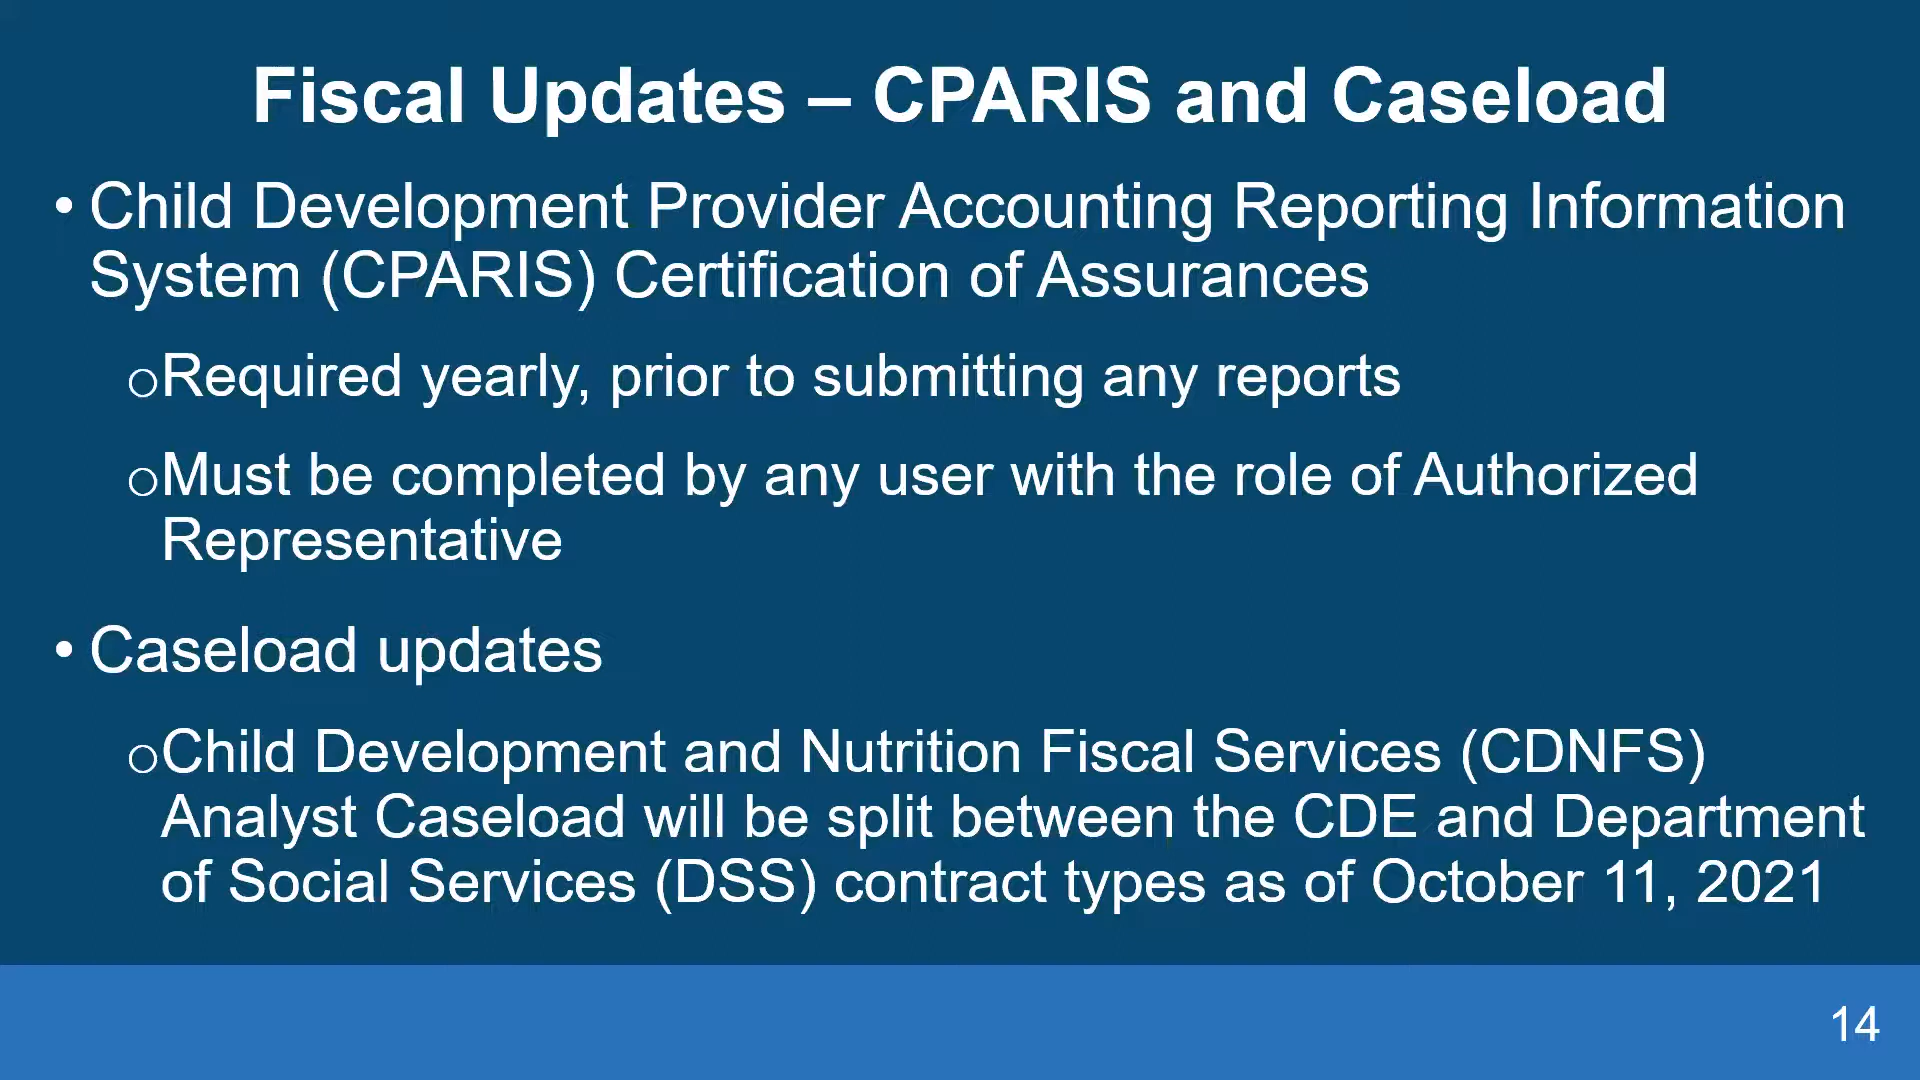 Fiscal Updates – CPARIS and Caseload
• Child Development Provider Accounting Reporting Information
System (CPARIS) Certification of Assurances
oRequired yearly, prior to submitting any reports
oMust be completed by any user with the role of Authorized
Representative
• Caseload updates
oChild Development and Nutrition Fiscal Services (CDNFS)
Analyst Caseload will be split between the CDE and Department
of Social Services (DSS) contract types as of October 11, 2021
14